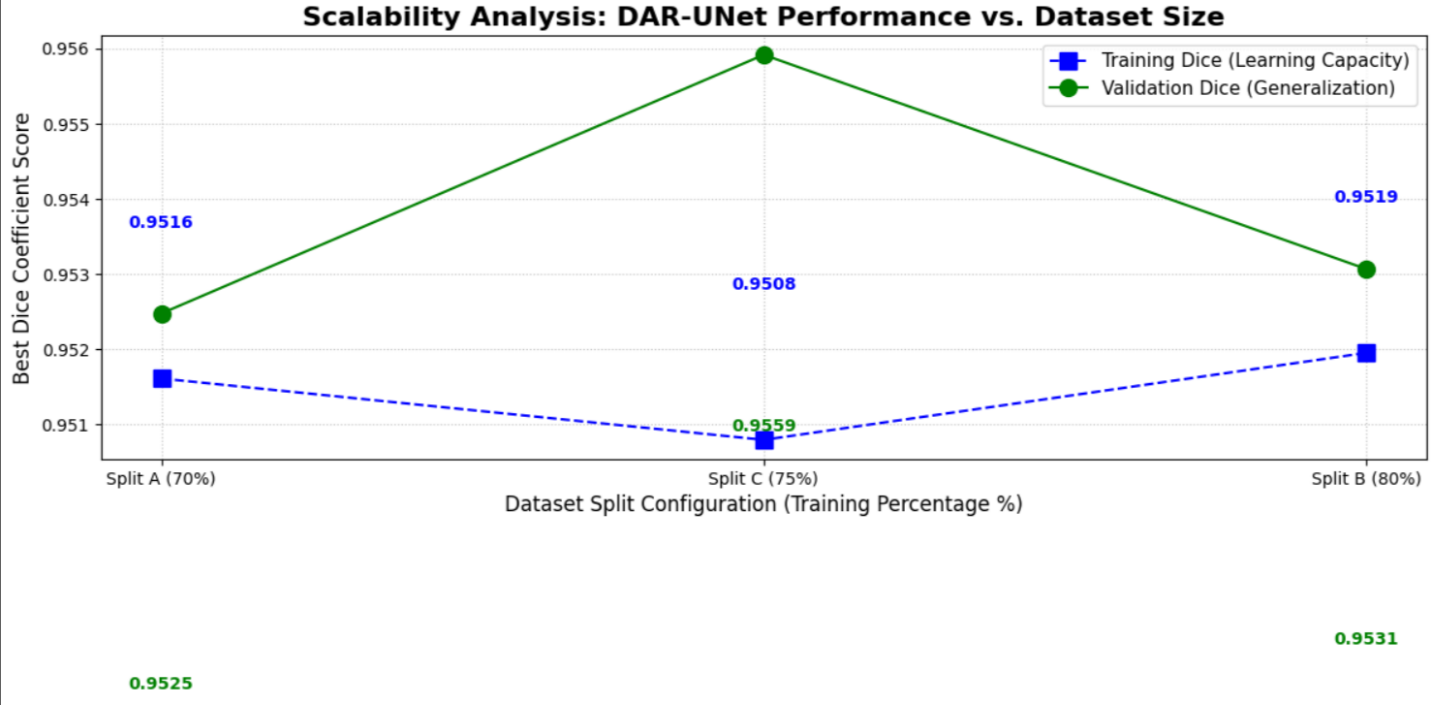 Scalability Analysis: DAR-UNet Performance vs. Dataset Size
Best Dice Coefficient Score
0.956
0.955
0.954
0.953
0.952
0.951
Training Dice (Learning Capacity)
Validation Dice (Generalization)
0.9516
0.9508
0.9519
0.9559
Split A (70%)
Split C (75%)
Split B (80%)
Dataset Split Configuration (Training Percentage %)
0.9531
0.9525